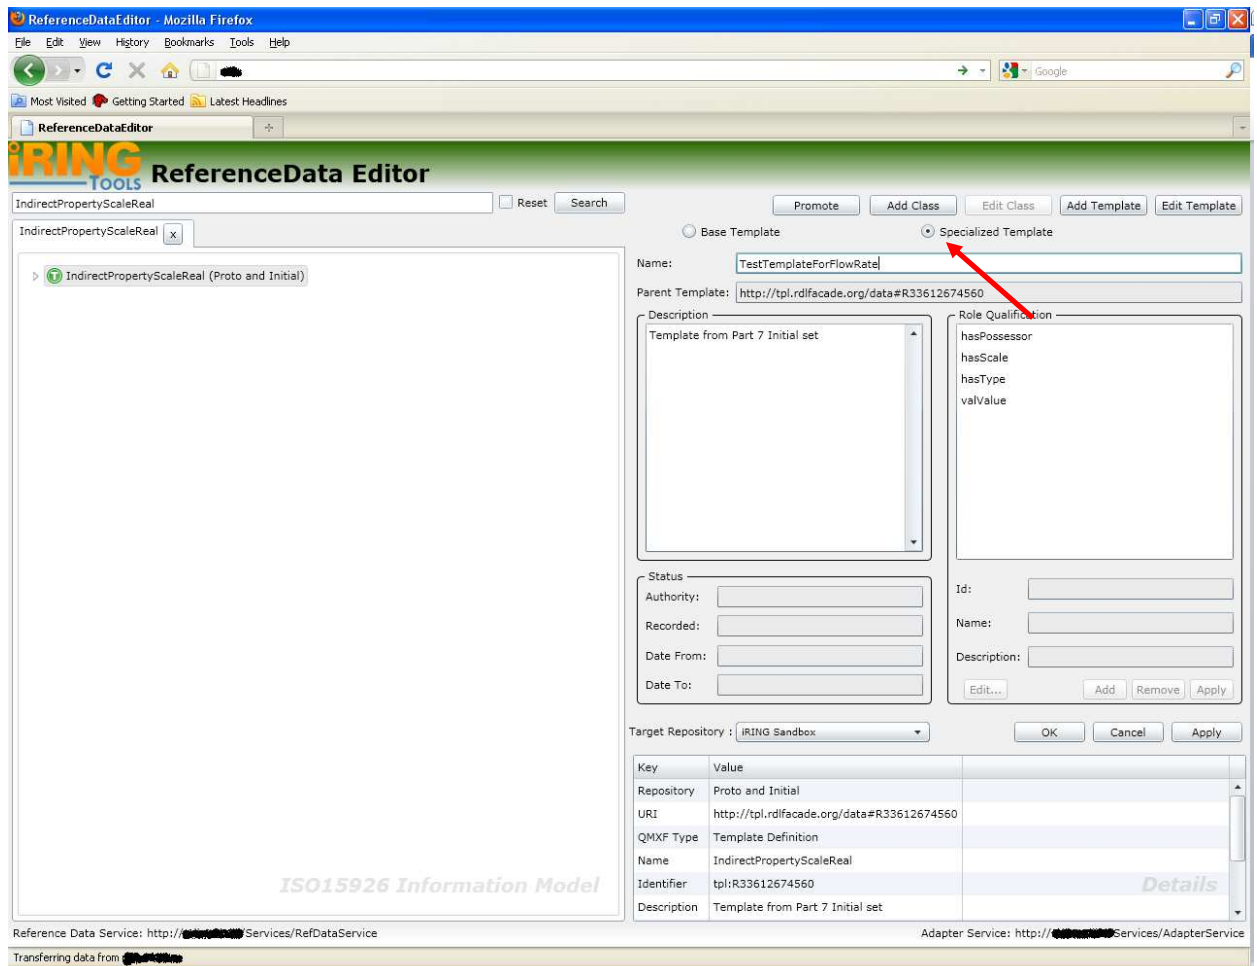 ReferenceDataEditor - Mozilla Firefox
File Edit View History Bookmarks Tools Help
Google
Most Visited Getting Started Latest Headlines
ReferenceDataEditor
iRING TOOLS ReferenceData Editor
IndirectPropertyScaleReal Reset Search
Promote Add Class Edit Class Add Template Edit Template
IndirectPropertyScaleReal x
Base Template Specialized Template
IndirectPropertyScaleReal (Proto and Initial)
Name: TestTemplateForFlowRate
Parent Template: http://tpl.rdlfacade.org/data#R33612674560
Description
Template from Part 7 Initial set
Role Qualification
hasPossessor
hasScale
hasType
valValue
Status
Authority:
Recorded:
Date From:
Date To:
Id:
Name:
Description:
Edit... Add Remove Apply
Target Repository : iRING Sandbox OK Cancel Apply
Key Value
Repository Proto and Initial
URI http://tpl.rdlfacade.org/data#R33612674560
QMXF Type Template Definition
Name IndirectPropertyScaleReal
Identifier tpl:R33612674560
Description Template from Part 7 Initial set
ISO15926 Information Model
Details
Reference Data Service: http:// Services/RefDataService
Adapter Service: http:// Services/AdapterService
Transferring data from